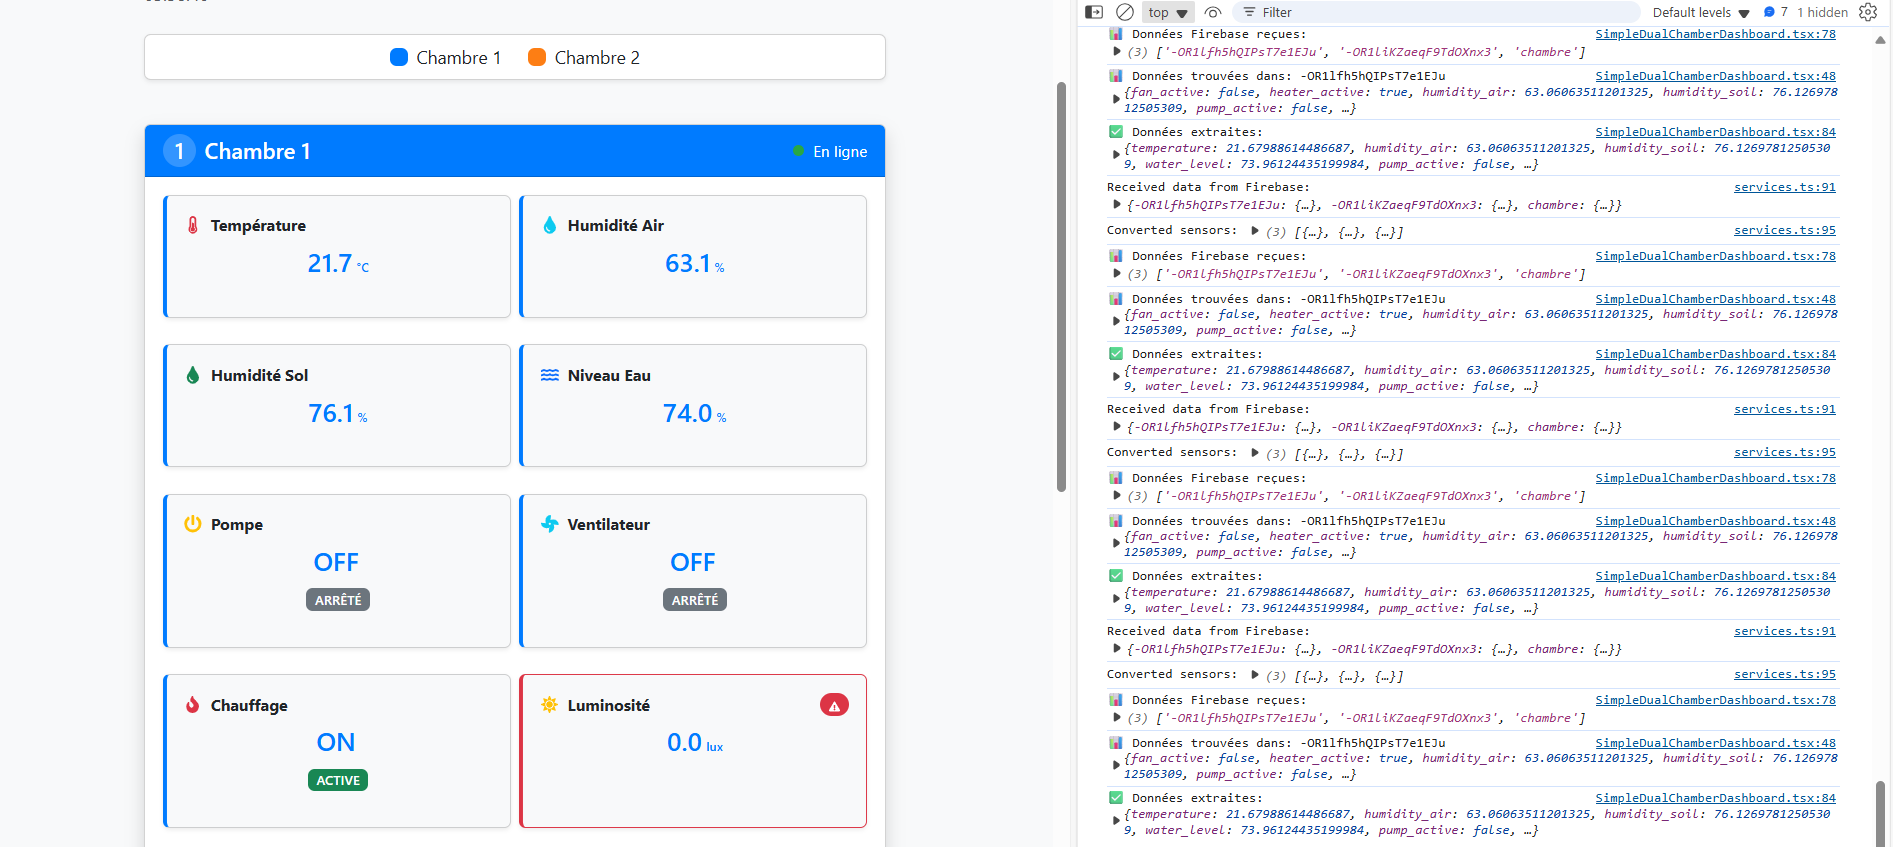 Chambre 1
Chambre 2
1 Chambre 1
En ligne
Température
21.7 °C
Humidité Air
63.1 %
Humidité Sol
76.1 %
Niveau Eau
74.0 %
Pompe
OFF
ARRÊTÉ
Ventilateur
OFF
ARRÊTÉ
Chauffage
ON
ACTIVE
Luminosité
0.0 lux
top
Filter
Default levels
7
1 hidden
Données Firebase reçues: SimpleDualChamberDashboard.tsx:78
(3) ['-OR1lfh5hQIPsT7e1EJu', '-OR1liKZaeqF9TdOXnx3', 'chambre']
Données trouvées dans: -OR1lfh5hQIPsT7e1EJu SimpleDualChamberDashboard.tsx:48
{fan_active: false, heater_active: true, humidity_air: 63.06063511201325, humidity_soil: 76.126978
12505309, pump_active: false, …}
Données extraites: SimpleDualChamberDashboard.tsx:84
{temperature: 21.67988614486687, humidity_air: 63.06063511201325, humidity_soil: 76.1269781250530
9, water_level: 73.96124435199984, pump_active: false, …}
Received data from Firebase: services.ts:91
{-OR1lfh5hQIPsT7e1EJu: {…}, -OR1liKZaeqF9TdOXnx3: {…}, chambre: {…}}
Converted sensors: (3) [{…}, {…}, {…}] services.ts:95
Données Firebase reçues: SimpleDualChamberDashboard.tsx:78
(3) ['-OR1lfh5hQIPsT7e1EJu', '-OR1liKZaeqF9TdOXnx3', 'chambre']
Données trouvées dans: -OR1lfh5hQIPsT7e1EJu SimpleDualChamberDashboard.tsx:48
{fan_active: false, heater_active: true, humidity_air: 63.06063511201325, humidity_soil: 76.126978
12505309, pump_active: false, …}
Données extraites: SimpleDualChamberDashboard.tsx:84
{temperature: 21.67988614486687, humidity_air: 63.06063511201325, humidity_soil: 76.1269781250530
9, water_level: 73.96124435199984, pump_active: false, …}
Received data from Firebase: services.ts:91
{-OR1lfh5hQIPsT7e1EJu: {…}, -OR1liKZaeqF9TdOXnx3: {…}, chambre: {…}}
Converted sensors: (3) [{…}, {…}, {…}] services.ts:95
Données Firebase reçues: SimpleDualChamberDashboard.tsx:78
(3) ['-OR1lfh5hQIPsT7e1EJu', '-OR1liKZaeqF9TdOXnx3', 'chambre']
Données trouvées dans: -OR1lfh5hQIPsT7e1EJu SimpleDualChamberDashboard.tsx:48
{fan_active: false, heater_active: true, humidity_air: 63.06063511201325, humidity_soil: 76.126978
12505309, pump_active: false, …}
Données extraites: SimpleDualChamberDashboard.tsx:84
{temperature: 21.67988614486687, humidity_air: 63.06063511201325, humidity_soil: 76.1269781250530
9, water_level: 73.96124435199984, pump_active: false, …}
Received data from Firebase: services.ts:91
{-OR1lfh5hQIPsT7e1EJu: {…}, -OR1liKZaeqF9TdOXnx3: {…}, chambre: {…}}
Converted sensors: (3) [{…}, {…}, {…}] services.ts:95
Données Firebase reçues: SimpleDualChamberDashboard.tsx:78
(3) ['-OR1lfh5hQIPsT7e1EJu', '-OR1liKZaeqF9TdOXnx3', 'chambre']
Données trouvées dans: -OR1lfh5hQIPsT7e1EJu SimpleDualChamberDashboard.tsx:48
{fan_active: false, heater_active: true, humidity_air: 63.06063511201325, humidity_soil: 76.126978
12505309, pump_active: false, …}
Données extraites: SimpleDualChamberDashboard.tsx:84
{temperature: 21.67988614486687, humidity_air: 63.06063511201325, humidity_soil: 76.1269781250530
9, water_level: 73.96124435199984, pump_active: false, …}